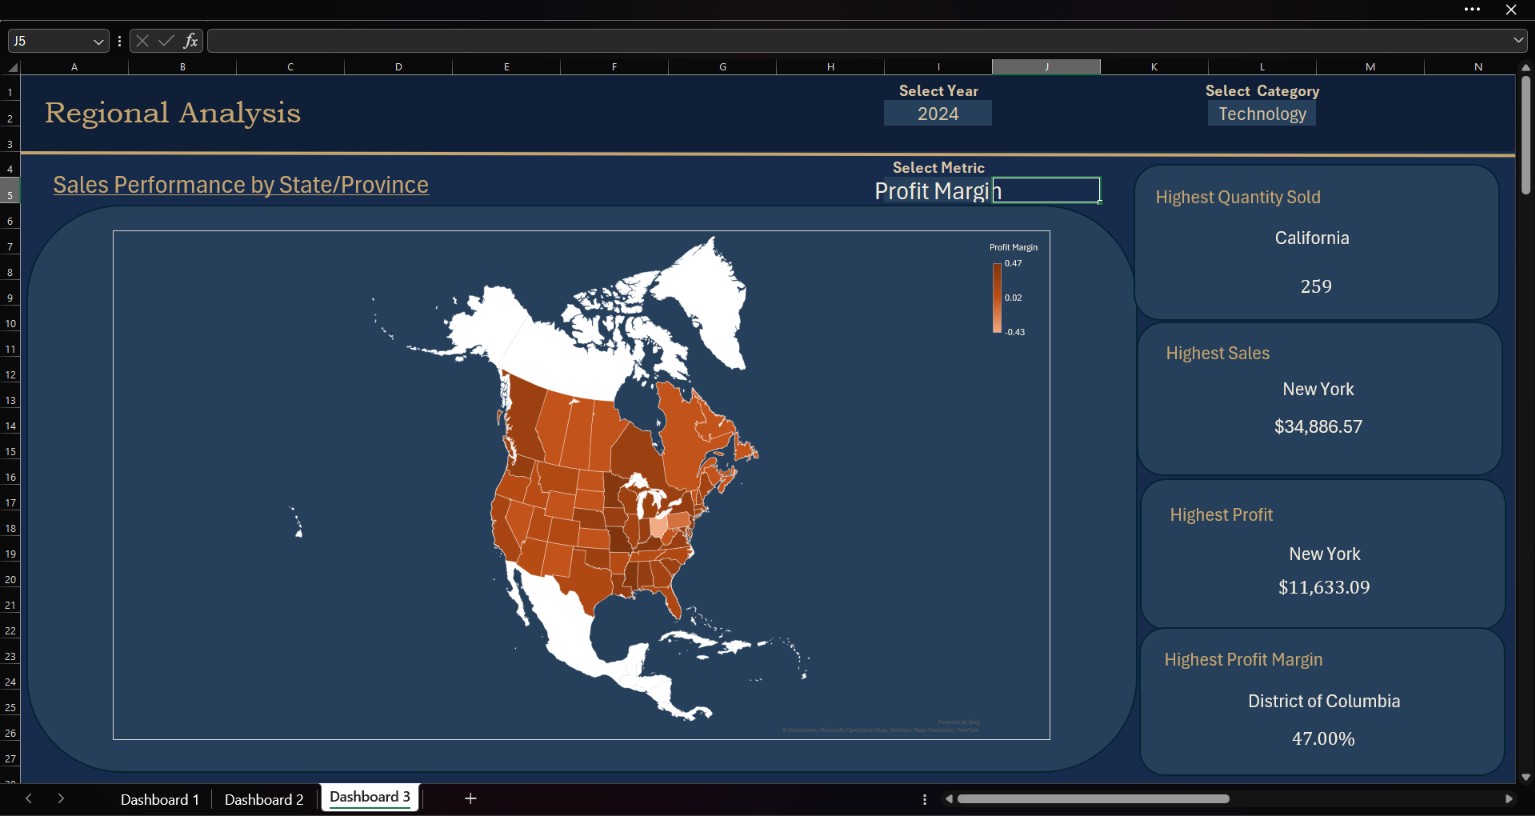 J5
fx
A B C D E F G H I J K L M N
1
2
3
4
5
6
7
8
9
10
11
12
13
14
15
16
17
18
19
20
21
22
23
24
25
26
27
Regional Analysis
Select Year
2024
Select Category
Technology
Sales Performance by State/Province
Select Metric
Profit Margin
Profit Margin
0.47
0.02
-0.43
Powered by Bing
Highest Quantity Sold
California
259
Highest Sales
New York
$34,886.57
Highest Profit
New York
$11,633.09
Highest Profit Margin
District of Columbia
47.00%
Dashboard 1 Dashboard 2 Dashboard 3